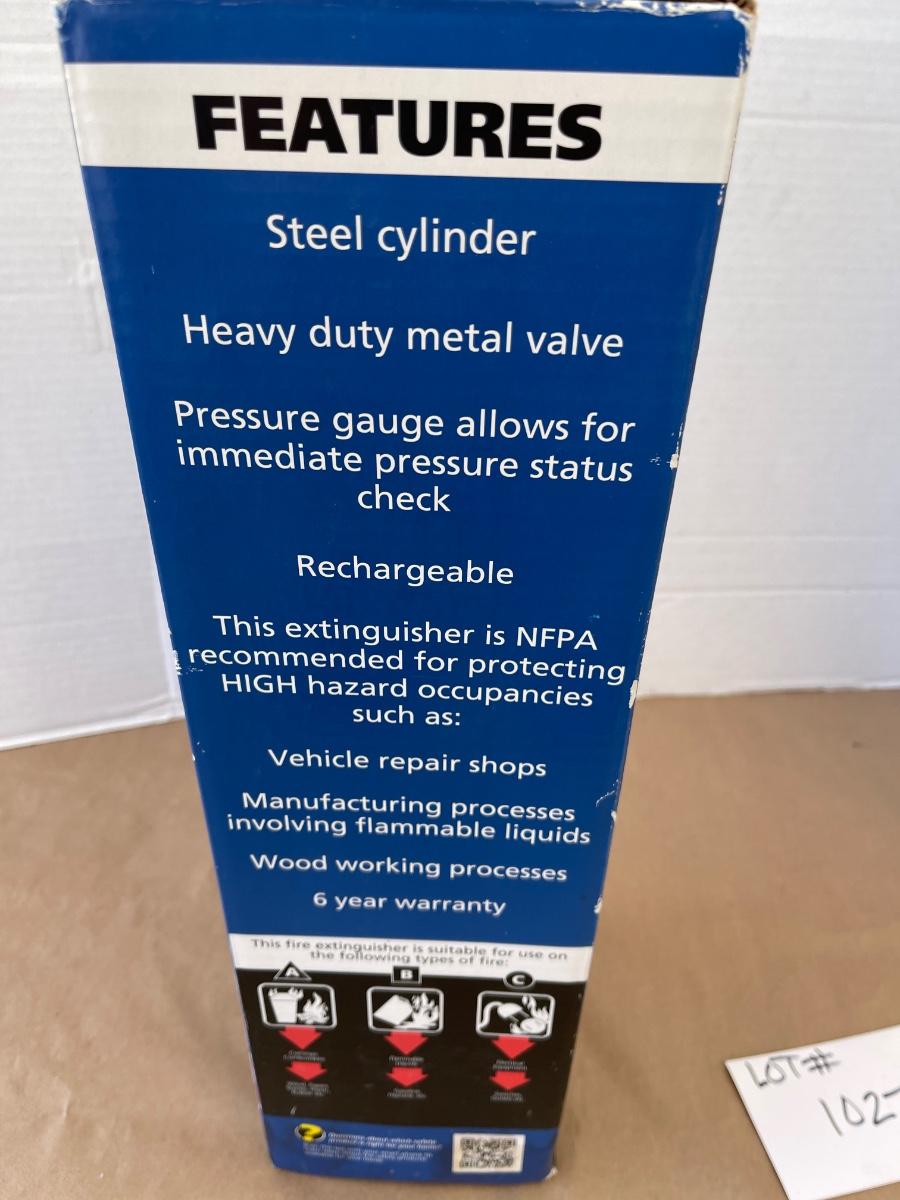 FEATURES
Steel cylinder
Heavy duty metal valve
Pressure gauge allows for
immediate pressure status
check
Rechargeable
This extinguisher is NFPA
recommended for protecting
HIGH hazard occupancies
such as:
Vehicle repair shops
Manufacturing processes
involving flammable liquids
Wood working processes
6 year warranty
This fire extinguisher is suitable for use on
the following types of fire:
A B C
?
LOT#
102-